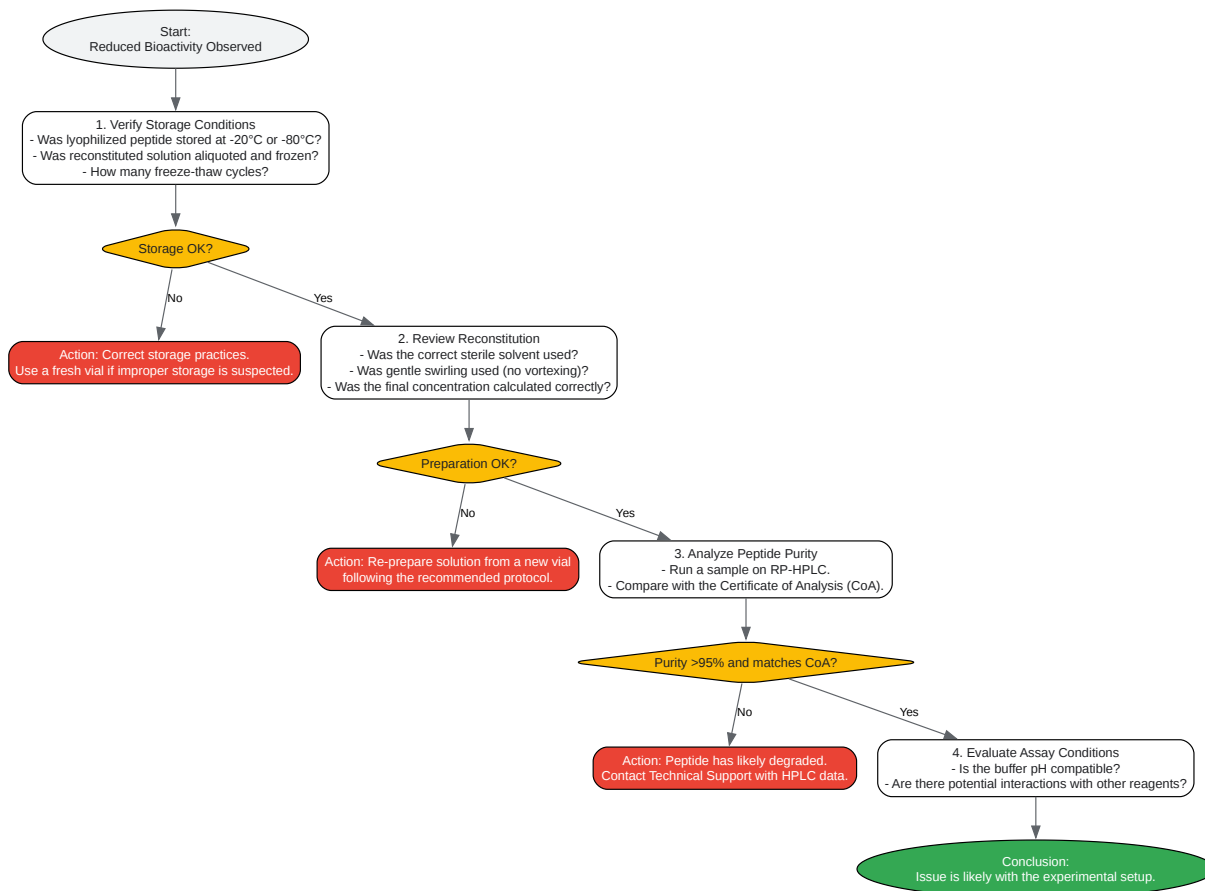 Start:
Reduced Bioactivity Observed
1. Verify Storage Conditions
- Was lyophilized peptide stored at -20°C or -80°C?
- Was reconstituted solution aliquoted and frozen?
- How many freeze-thaw cycles?
Storage OK?
No
Yes
Action: Correct storage practices.
Use a fresh vial if improper storage is suspected.
2. Review Reconstitution
- Was the correct sterile solvent used?
- Was gentle swirling used (no vortexing)?
- Was the final concentration calculated correctly?
Preparation OK?
No
Yes
Action: Re-prepare solution from a new vial
following the recommended protocol.
3. Analyze Peptide Purity
- Run a sample on RP-HPLC.
- Compare with the Certificate of Analysis (CoA).
Purity >95% and matches CoA?
No
Yes
Action: Peptide has likely degraded.
Contact Technical Support with HPLC data.
4. Evaluate Assay Conditions
- Is the buffer pH compatible?
- Are there potential interactions with other reagents?
Conclusion:
Issue is likely with the experimental setup.